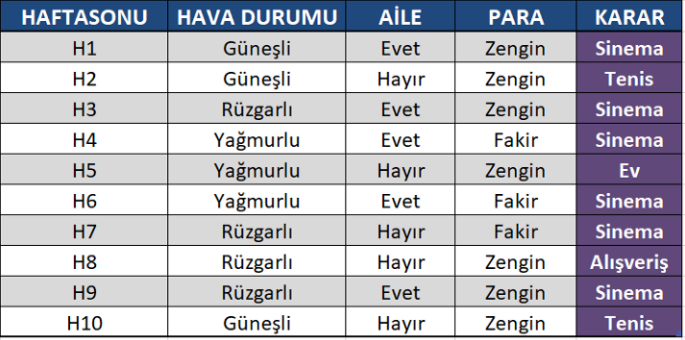 HAFTASONU HAVA DURUMU AİLE PARA KARAR
H1 Güneşli Evet Zengin Sinema
H2 Güneşli Hayır Zengin Tenis
H3 Rüzgarlı Evet Zengin Sinema
H4 Yağmurlu Evet Fakir Sinema
H5 Yağmurlu Hayır Zengin Ev
H6 Yağmurlu Evet Fakir Sinema
H7 Rüzgarlı Hayır Fakir Sinema
H8 Rüzgarlı Hayır Zengin Alışveriş
H9 Rüzgarlı Evet Zengin Sinema
H10 Güneşli Hayır Zengin Tenis